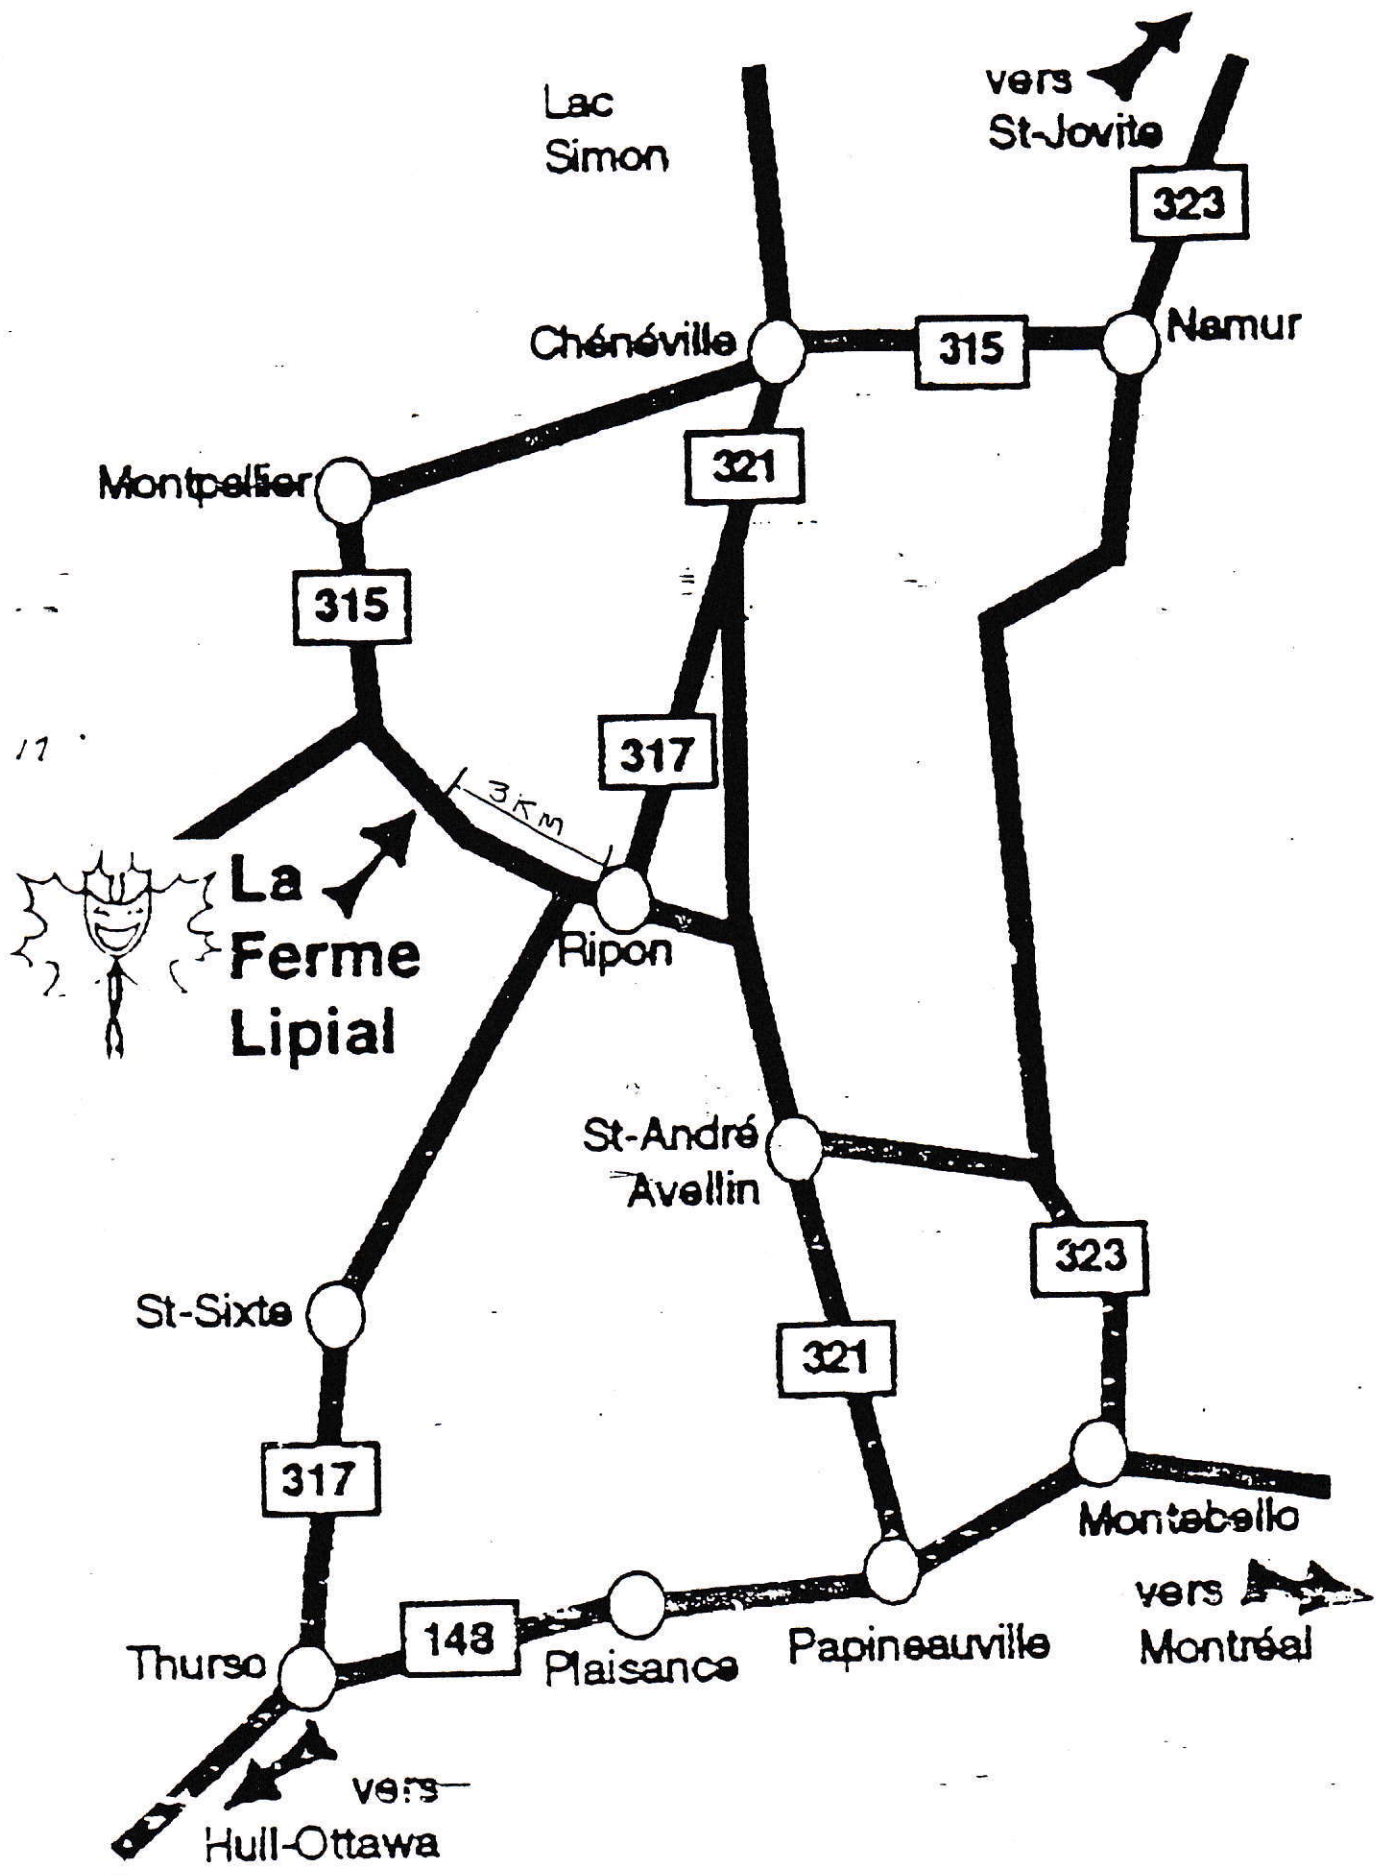 vers
St-Jovite
Lac
Simon
323
Chénéville
315
Namur
321
Montpellier
315
317
3 KM
La
Ferme
Lipial
Ripon
St-André
Avellin
323
St-Sixte
321
317
Montebello
vers
Montréal
148
Thurso
Plaisance
Papineauville
vers
Hull-Ottawa